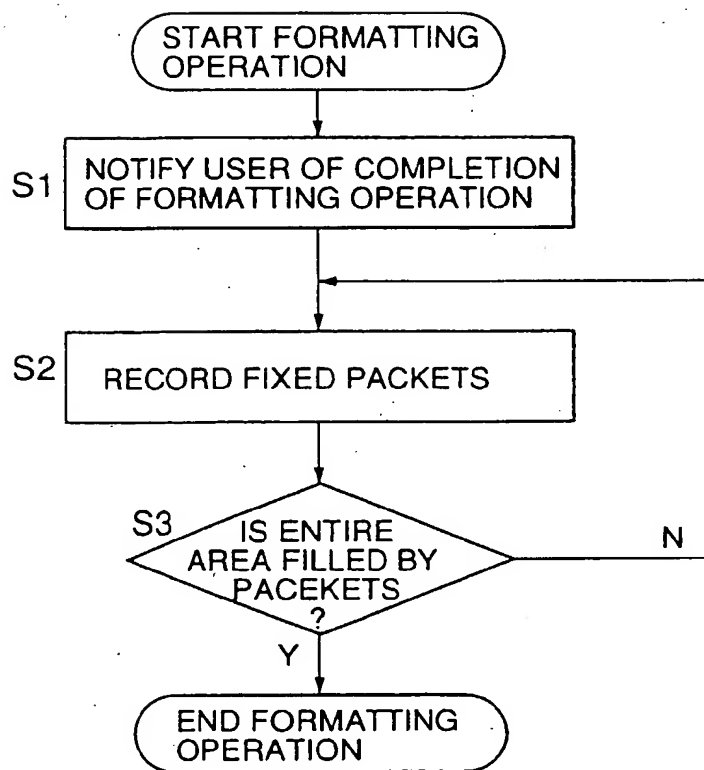 START FORMATTING
OPERATION
S1
NOTIFY USER OF COMPLETION
OF FORMATTING OPERATION
S2
RECORD FIXED PACKETS
S3
IS ENTIRE
AREA FILLED BY
PACEKETS
?
N
Y
END FORMATTING
OPERATION